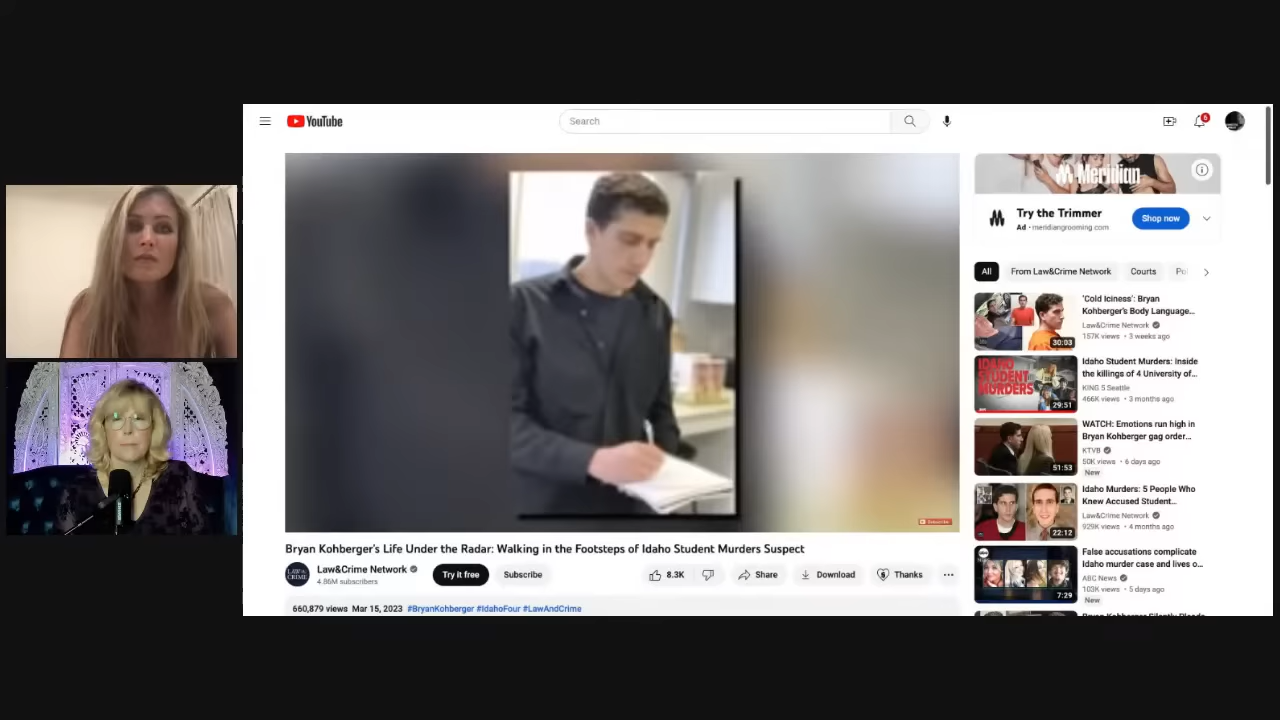 YouTube
Search
6
Meridian
Try the Trimmer
Ad · meridiangrooming.com
Shop now
All
From Law&Crime Network
Courts
'Cold Iciness': Bryan
Kohberger's Body Language...
Law&Crime Network
157K views • 3 weeks ago
30:03
IDAHO
STUDENT
MURDERS
Idaho Student Murders: Inside
the killings of 4 University of...
KING 5 Seattle
466K views • 3 months ago
29:51
WATCH: Emotions run high in
Bryan Kohberger gag order...
KTVB
50K views • 6 days ago
New
51:53
Idaho Murders: 5 People Who
Knew Accused Student...
Law&Crime Network
929K views • 4 months ago
22:12
False accusations complicate
Idaho murder case and lives o...
ABC News
103K views • 5 days ago
New
7:29
Subscribe
Bryan Kohberger's Life Under the Radar: Walking in the Footsteps of Idaho Student Murders Suspect
LAW&
CRIME
Law&Crime Network
4.86M subscribers
Try it free
Subscribe
8.3K
Share
Download
Thanks
660,879 views Mar 15, 2023 #BryanKohberger #IdahoFour #LawAndCrime